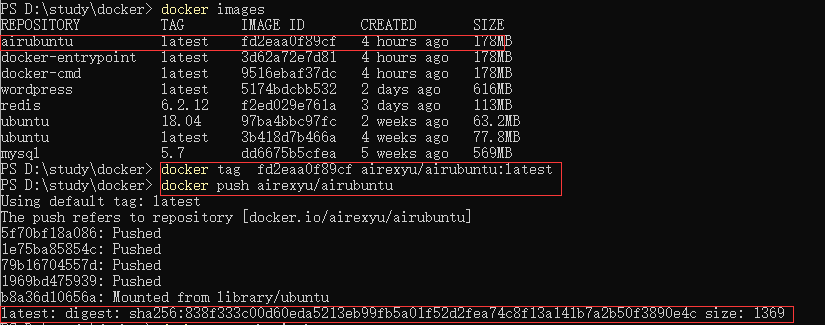 PS D:\study\docker> docker images
REPOSITORY TAG IMAGE ID CREATED SIZE
airubuntu latest fd2eaa0f89cf 4 hours ago 178MB
docker-entrypoint latest 3d62a72e7d81 4 hours ago 178MB
docker-cmd latest 9516ebaf37dc 4 hours ago 178MB
wordpress latest 5174bdcbb532 2 days ago 616MB
redis 6.2.12 f2ed029e761a 3 days ago 113MB
ubuntu 18.04 97ba4bbc97fc 2 weeks ago 63.2MB
ubuntu latest 3b418d7b466a 4 weeks ago 77.8MB
mysql 5.7 dd6675b5cfea 5 weeks ago 569MB
PS D:\study\docker> docker tag fd2eaa0f89cf airexyu/airubuntu:latest
PS D:\study\docker> docker push airexyu/airubuntu
Using default tag: latest
The push refers to repository [docker.io/airexyu/airubuntu]
5f70bf18a086: Pushed
1e75ba85854c: Pushed
79b16704557d: Pushed
1969bd475939: Pushed
b8a36d10656a: Mounted from library/ubuntu
latest: digest: sha256:838f333c00d60eda5213eb99fb5a01f52d2fea74c8f13a141b7a2b50f3890e4c size: 1369